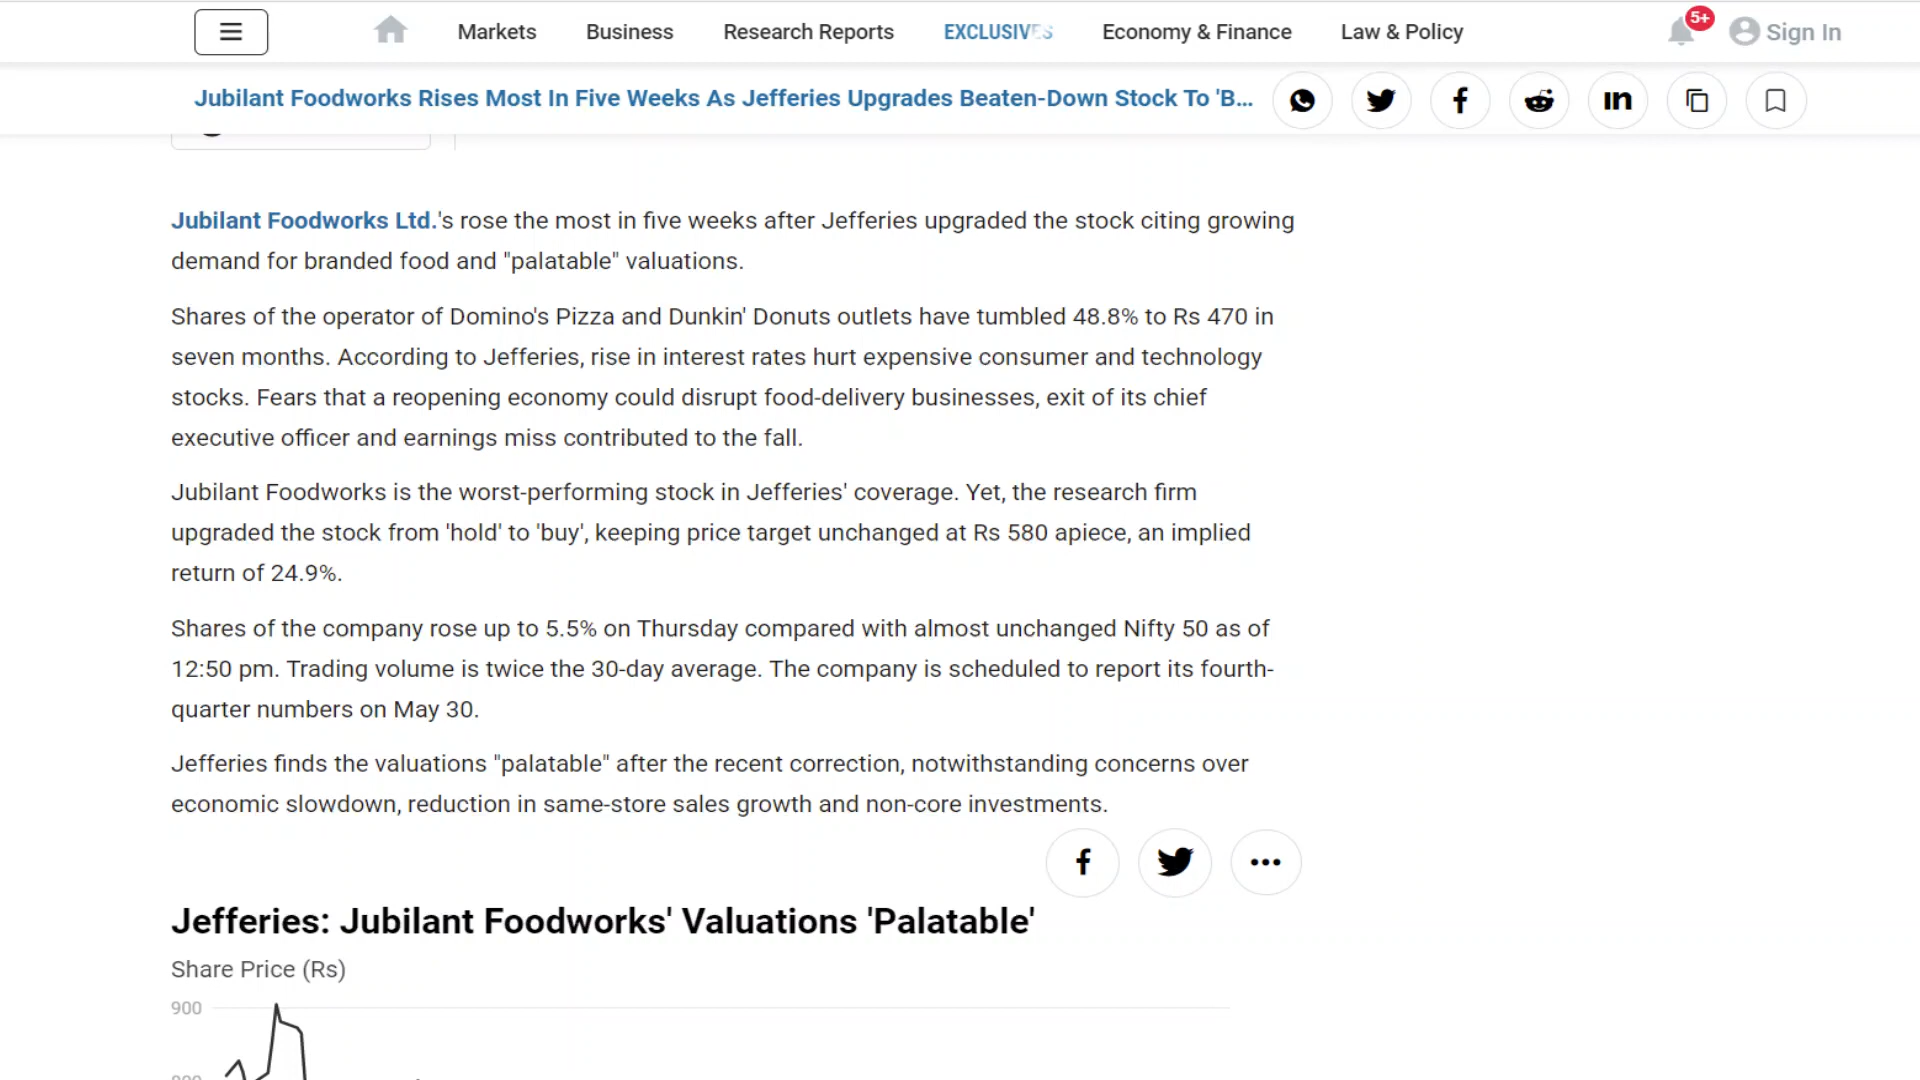 Markets Business Research Reports EXCLUSIVES Economy & Finance Law & Policy 5+ Sign In
Jubilant Foodworks Rises Most In Five Weeks As Jefferies Upgrades Beaten-Down Stock To 'B...
Jubilant Foodworks Ltd.'s rose the most in five weeks after Jefferies upgraded the stock citing growing
demand for branded food and "palatable" valuations.
Shares of the operator of Domino's Pizza and Dunkin' Donuts outlets have tumbled 48.8% to Rs 470 in
seven months. According to Jefferies, rise in interest rates hurt expensive consumer and technology
stocks. Fears that a reopening economy could disrupt food-delivery businesses, exit of its chief
executive officer and earnings miss contributed to the fall.
Jubilant Foodworks is the worst-performing stock in Jefferies' coverage. Yet, the research firm
upgraded the stock from 'hold' to 'buy', keeping price target unchanged at Rs 580 apiece, an implied
return of 24.9%.
Shares of the company rose up to 5.5% on Thursday compared with almost unchanged Nifty 50 as of
12:50 pm. Trading volume is twice the 30-day average. The company is scheduled to report its fourth-
quarter numbers on May 30.
Jefferies finds the valuations "palatable" after the recent correction, notwithstanding concerns over
economic slowdown, reduction in same-store sales growth and non-core investments.
Jefferies: Jubilant Foodworks' Valuations 'Palatable'
Share Price (Rs)
900